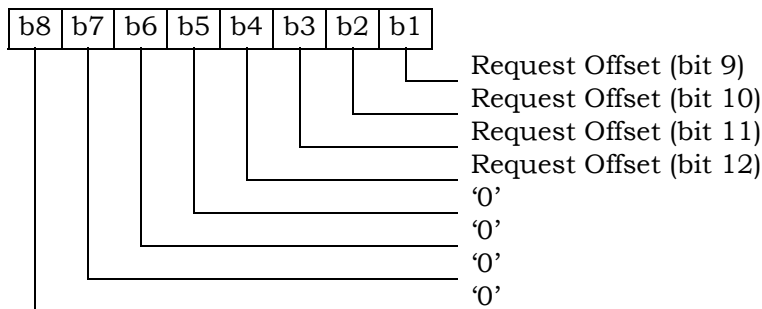 b8 b7 b6 b5 b4 b3 b2 b1
Request Offset (bit 9)
Request Offset (bit 10)
Request Offset (bit 11)
Request Offset (bit 12)
‘0’
‘0’
‘0’
‘0’